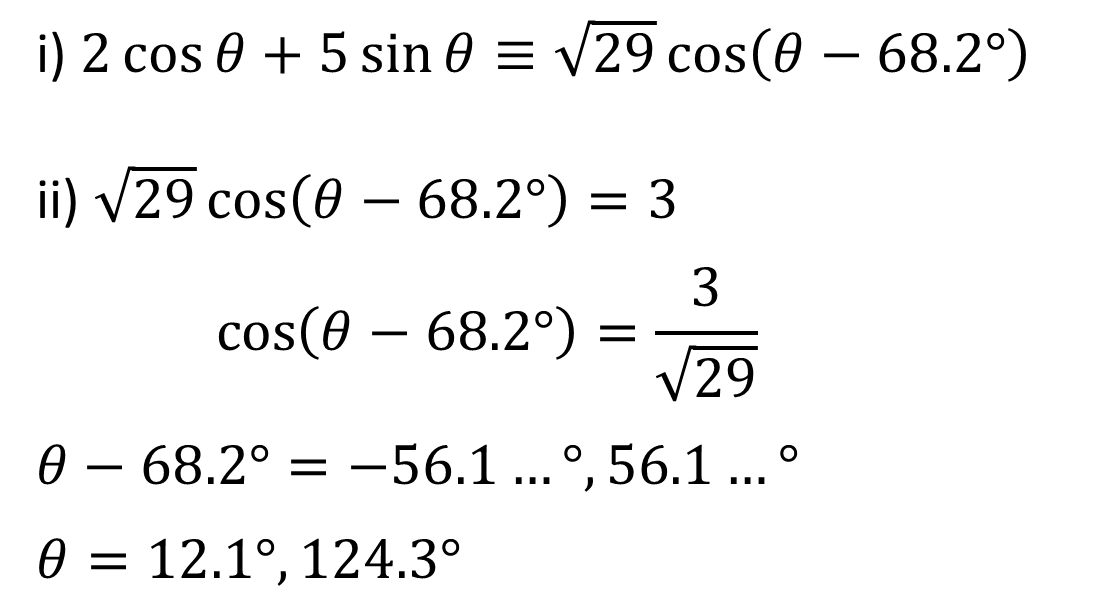 i) 2 cos θ + 5 sin θ ≡ √29 cos(θ − 68.2°)
ii) √29 cos(θ − 68.2°) = 3
cos(θ − 68.2°) = 3/√29
θ − 68.2° = −56.1 … °, 56.1 … °
θ = 12.1°, 124.3°